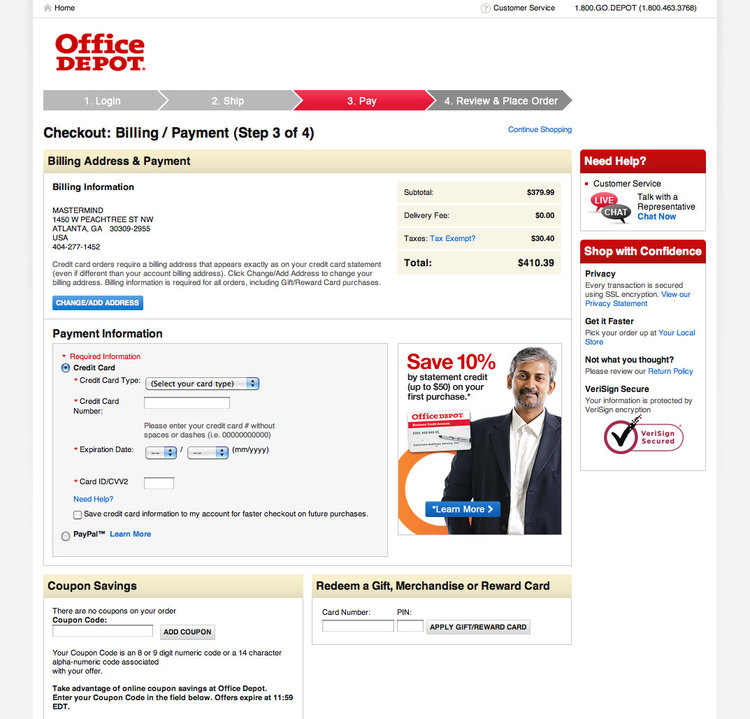 Home
Customer Service
1.800.GO.DEPOT (1.800.463.3768)
Office
DEPOT.
1. Login
2. Ship
3. Pay
4. Review & Place Order
Checkout: Billing / Payment (Step 3 of 4)
Continue Shopping
Billing Address & Payment
Billing Information
MASTERMIND
1450 W PEACHTREE ST NW
ATLANTA, GA 30309-2955
USA
404-277-1452
Credit card orders require a billing address that appears exactly as on your credit card statement
(even if different than your account billing address). Click Change/Add Address to change your
billing address. Billing information is required for all orders, including Gift/Reward Card purchases.
CHANGE/ADD ADDRESS
Subtotal: $379.99
Delivery Fee: $0.00
Taxes: Tax Exempt? $30.40
Total: $410.39
Payment Information
* Required Information
Credit Card
* Credit Card Type: (Select your card type)
* Credit Card
Number:
Please enter your credit card # without
spaces or dashes (i.e. 00000000000)
* Expiration Date: -- / -- (mm/yyyy)
* Card ID/CVV2
Need Help?
Save credit card information to my account for faster checkout on future purchases.
PayPal™ Learn More
Save 10%
by statement credit
(up to $50) on your
first purchase.*
Office DEPOT
Business Credit Account
*Learn More >
Coupon Savings
There are no coupons on your order
Coupon Code:
ADD COUPON
Your Coupon Code is an 8 or 9 digit numeric code or a 14 character
alpha-numeric code associated
with your offer.
Take advantage of online coupon savings at Office Depot.
Enter your Coupon Code in the field below. Offers expire at 11:59
EDT.
Redeem a Gift, Merchandise or Reward Card
Card Number: PIN:
APPLY GIFT/REWARD CARD
Need Help?
Customer Service
LIVE
CHAT
Talk with a
Representative
Chat Now
Shop with Confidence
Privacy
Every transaction is secured
using SSL encryption. View our
Privacy Statement
Get it Faster
Pick your order up at Your Local
Store
Not what you thought?
Please review our Return Policy
VeriSign Secure
Your information is protected by
VeriSign encryption
VeriSign
Secured